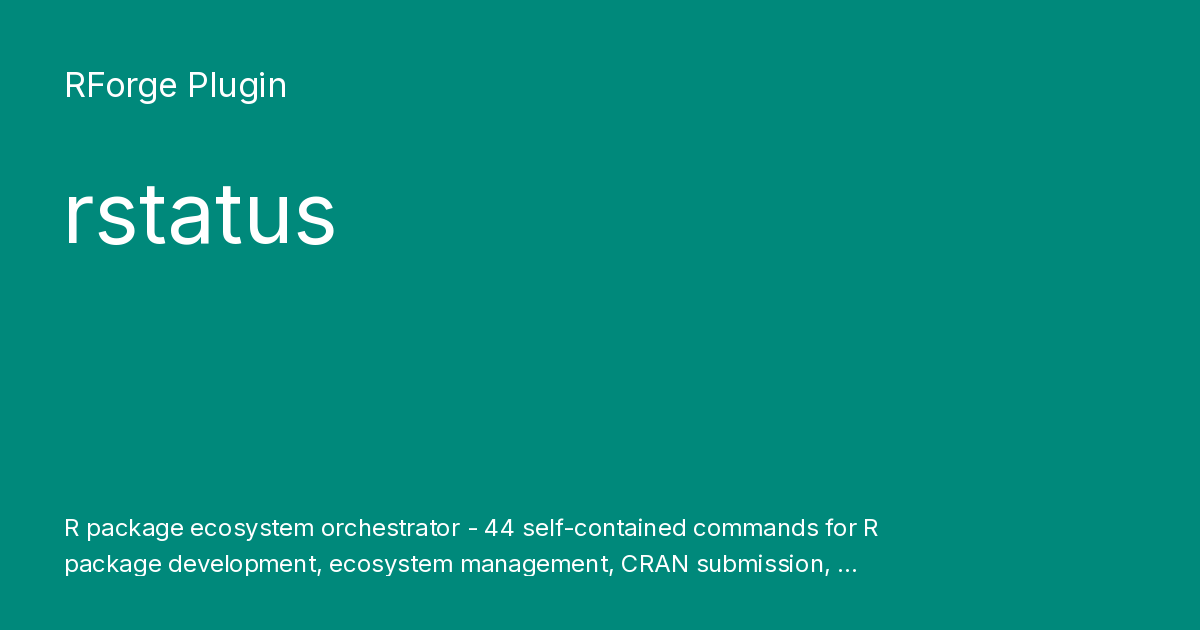 RForge Plugin
rstatus
R package ecosystem orchestrator - 44 self-contained commands for R
package development, ecosystem management, CRAN submission, ...